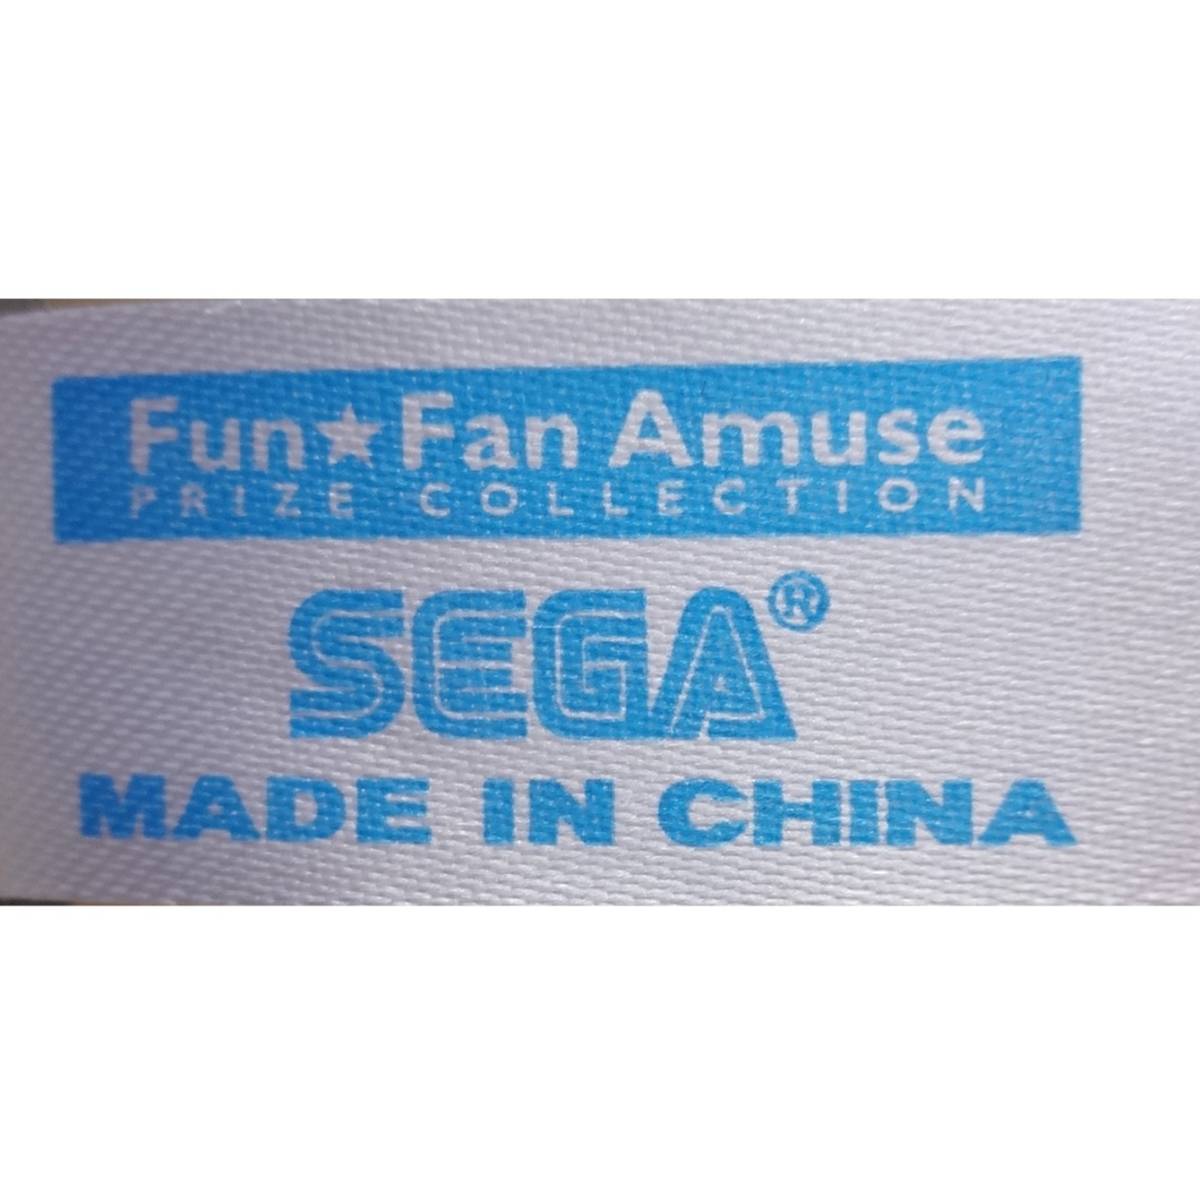 Fun★Fan Amuse
PRIZE COLLECTION
SEGA®
MADE IN CHINA